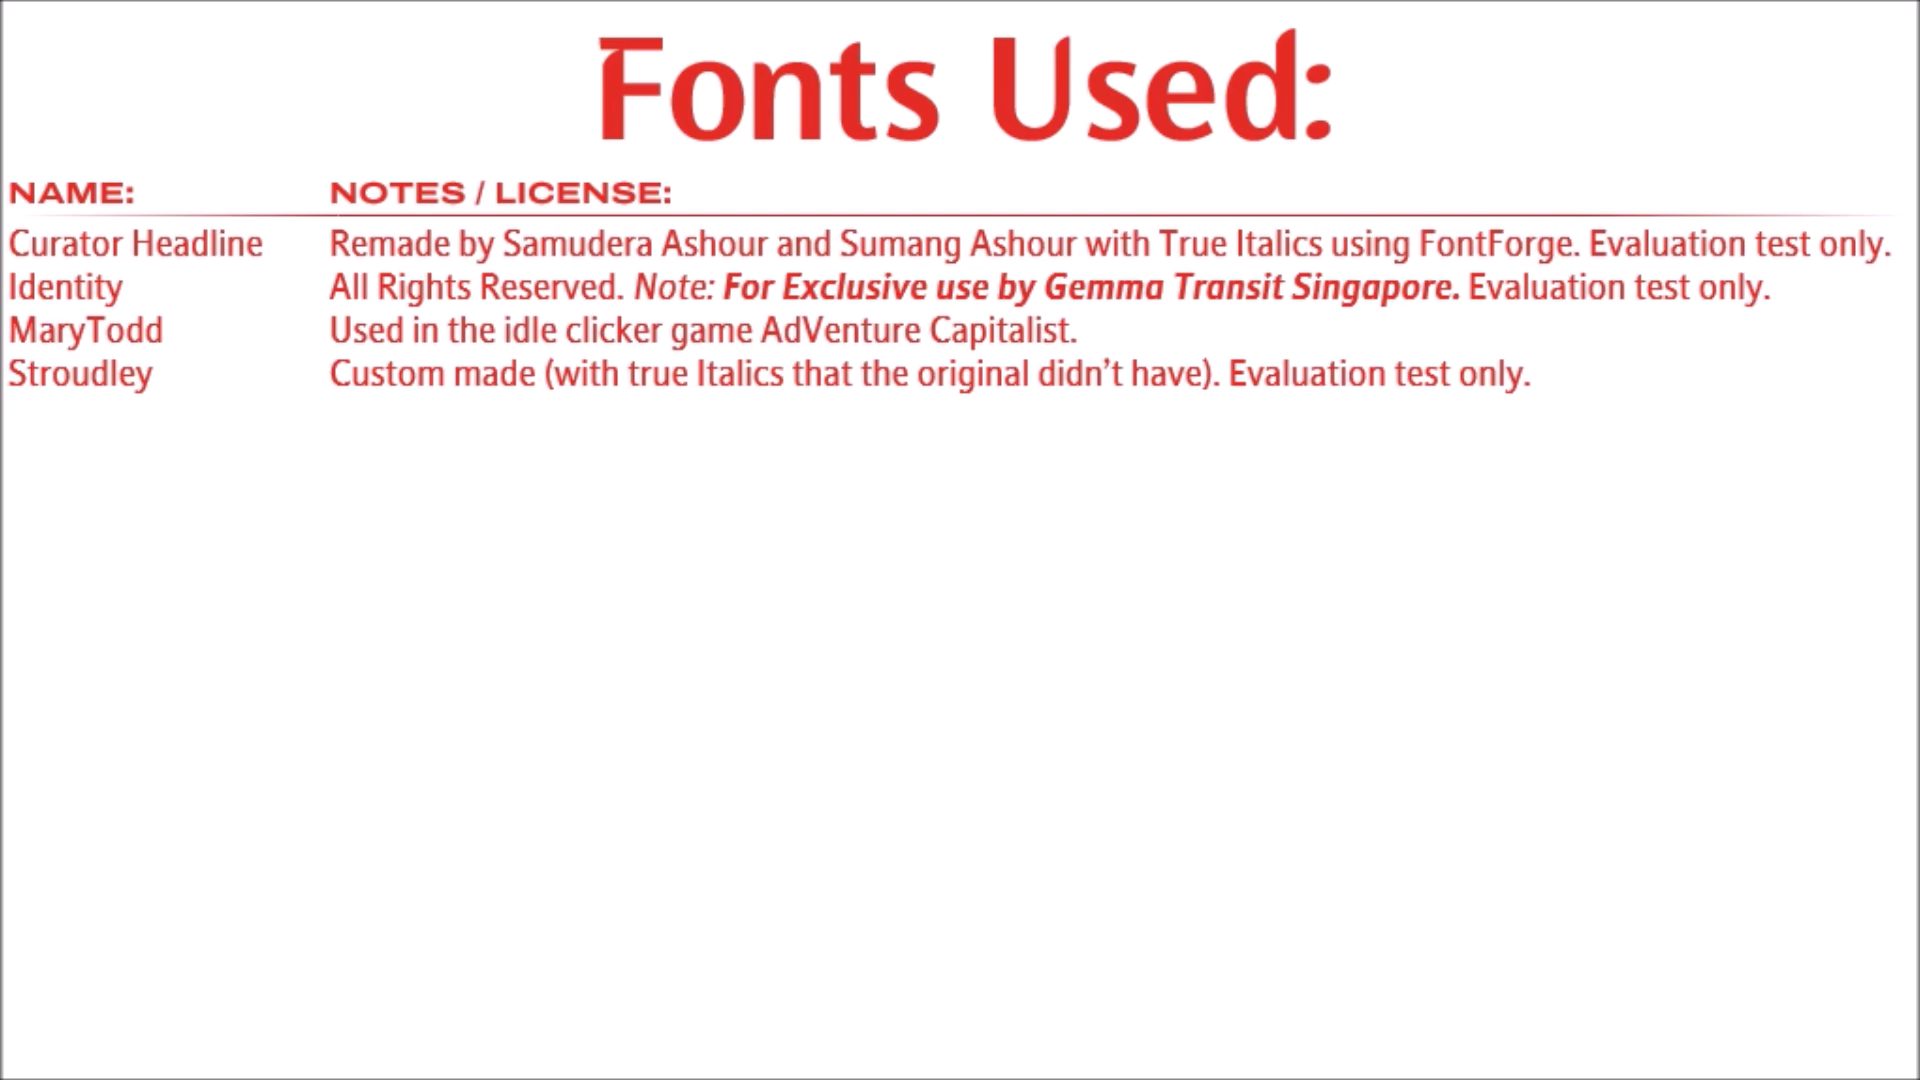 Fonts Used:
NAME: NOTES / LICENSE:
Curator Headline Remade by Samudera Ashour and Sumang Ashour with True Italics using FontForge. Evaluation test only.
Identity All Rights Reserved. Note: For Exclusive use by Gemma Transit Singapore. Evaluation test only.
MaryTodd Used in the idle clicker game AdVenture Capitalist.
Stroudley Custom made (with true Italics that the original didn’t have). Evaluation test only.